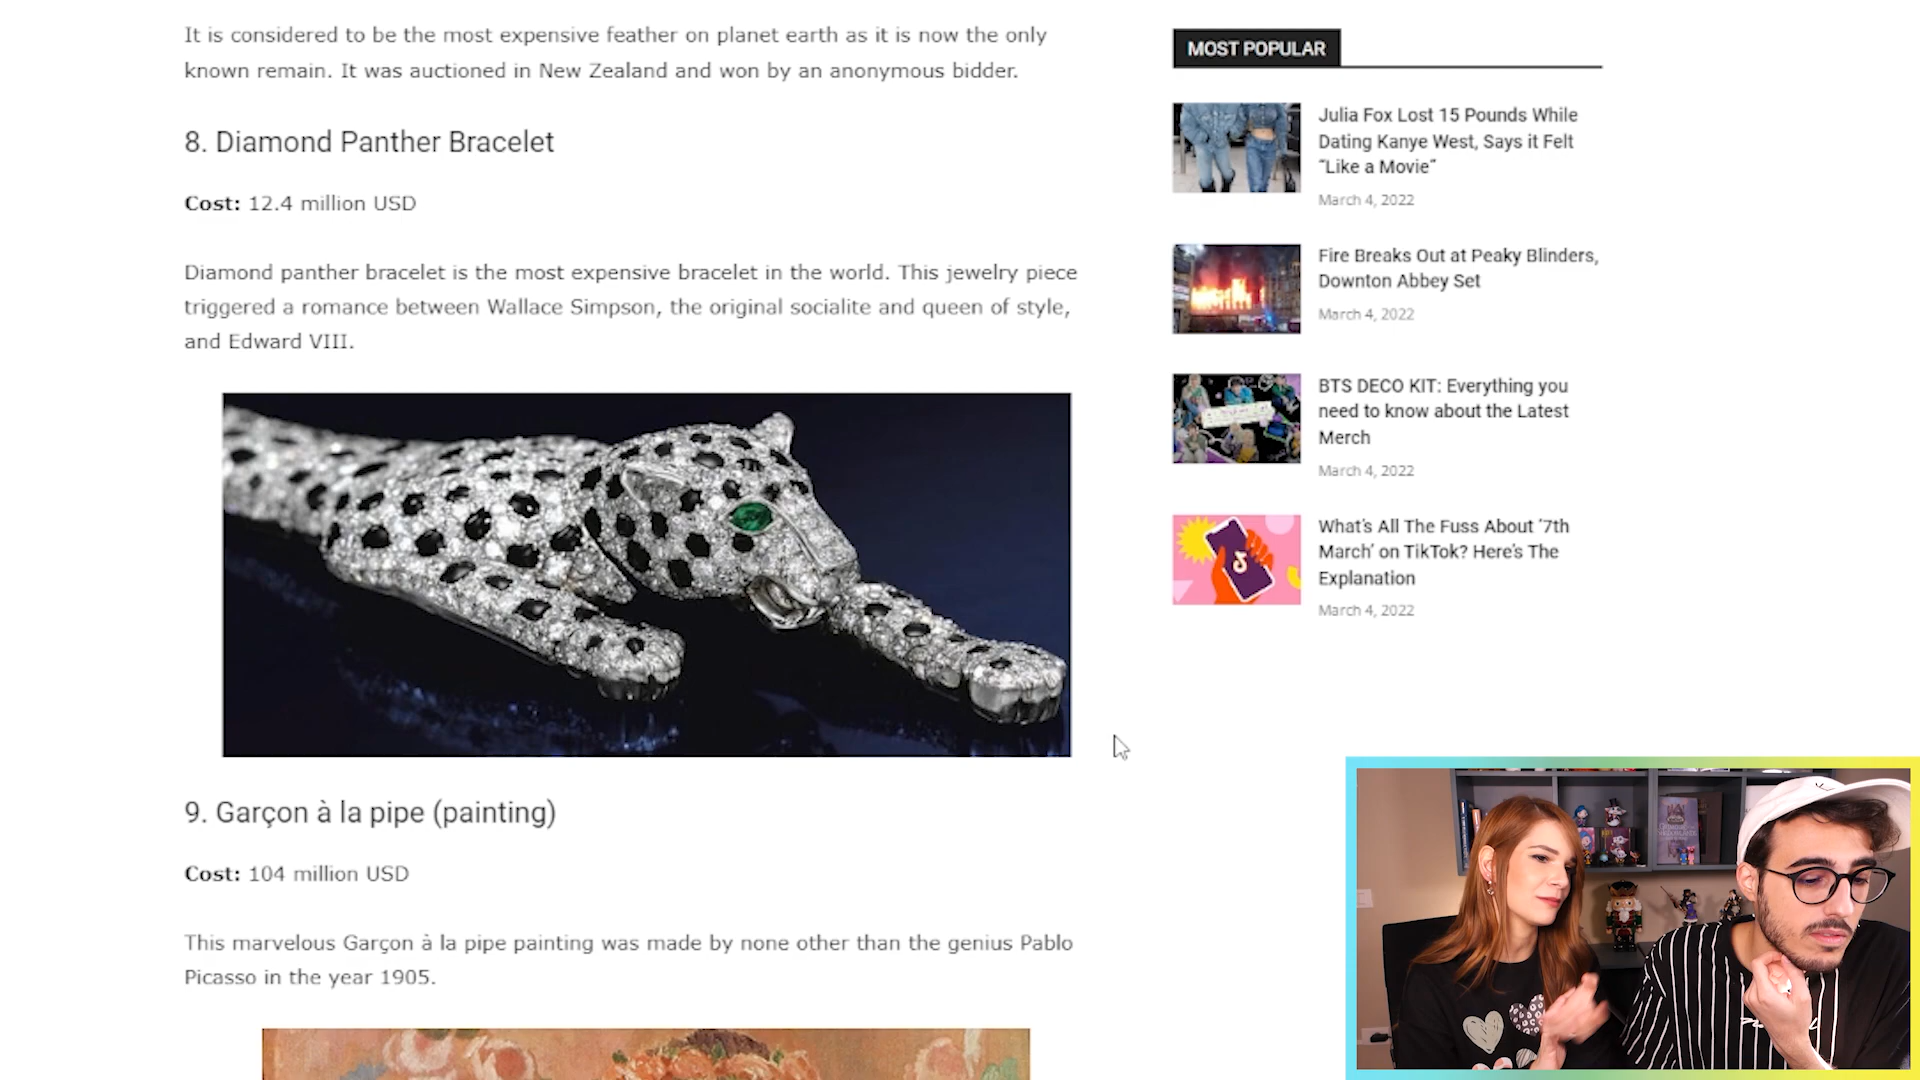 It is considered to be the most expensive feather on planet earth as it is now the only
known remain. It was auctioned in New Zealand and won by an anonymous bidder.
8. Diamond Panther Bracelet
Cost: 12.4 million USD
Diamond panther bracelet is the most expensive bracelet in the world. This jewelry piece
triggered a romance between Wallace Simpson, the original socialite and queen of style,
and Edward VIII.
9. Garçon à la pipe (painting)
Cost: 104 million USD
This marvelous Garçon à la pipe painting was made by none other than the genius Pablo
Picasso in the year 1905.
MOST POPULAR
Julia Fox Lost 15 Pounds While
Dating Kanye West, Says it Felt
“Like a Movie”
March 4, 2022
Fire Breaks Out at Peaky Blinders,
Downton Abbey Set
March 4, 2022
BTS DECO KIT: Everything you
need to know about the Latest
Merch
March 4, 2022
What's All The Fuss About '7th
March' on TikTok? Here's The
Explanation
March 4, 2022